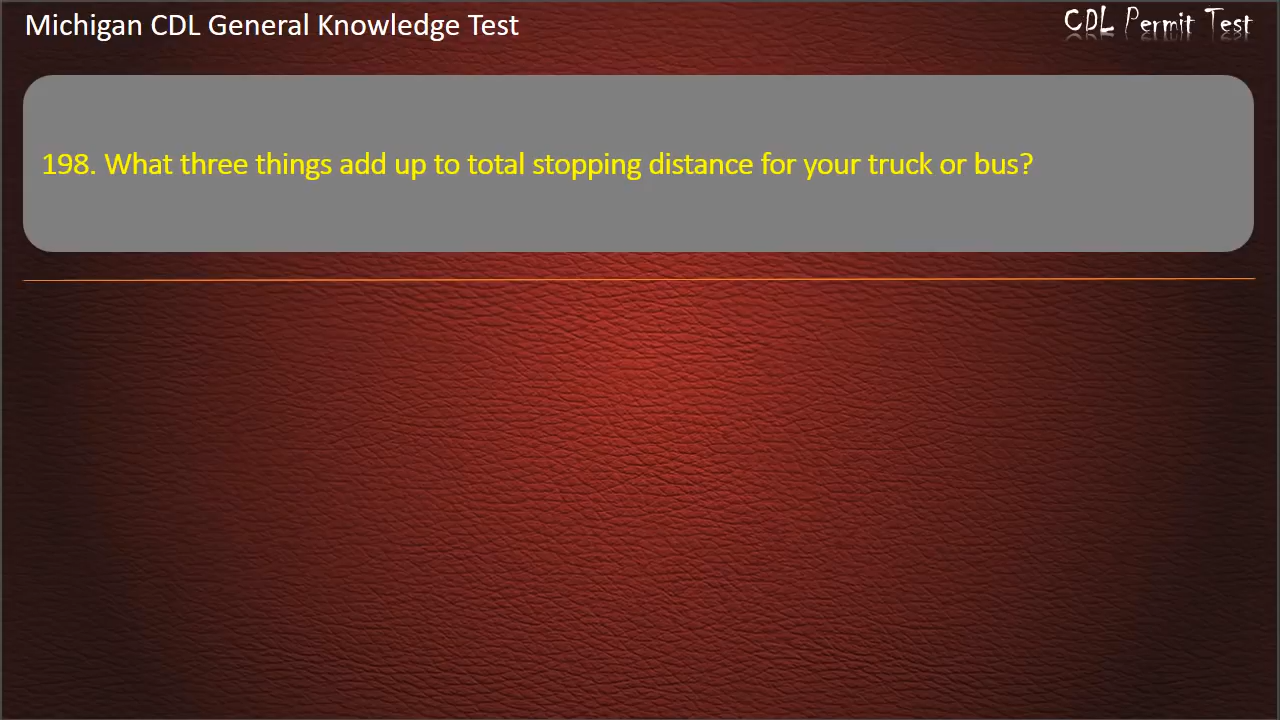 Michigan CDL General Knowledge Test
CDL Permit Test
198. What three things add up to total stopping distance for your truck or bus?